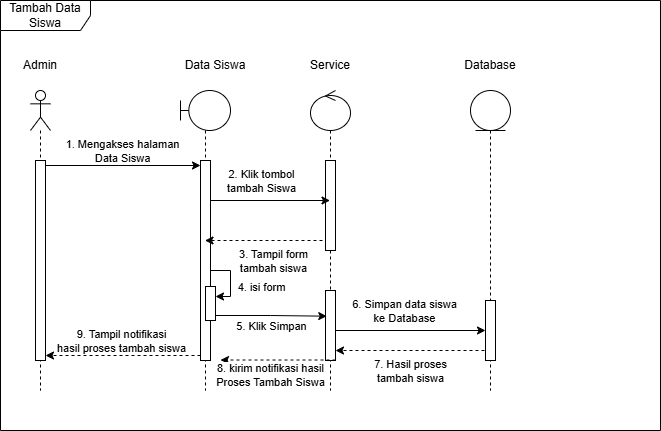 Tambah Data
Siswa
Admin
Data Siswa
Service
Database
1. Mengakses halaman
Data Siswa
2. Klik tombol
tambah Siswa
3. Tampil form
tambah siswa
4. isi form
5. Klik Simpan
6. Simpan data siswa
ke Database
7. Hasil proses
tambah siswa
8. kirim notifikasi hasil
Proses Tambah Siswa
9. Tampil notifikasi
hasil proses tambah siswa